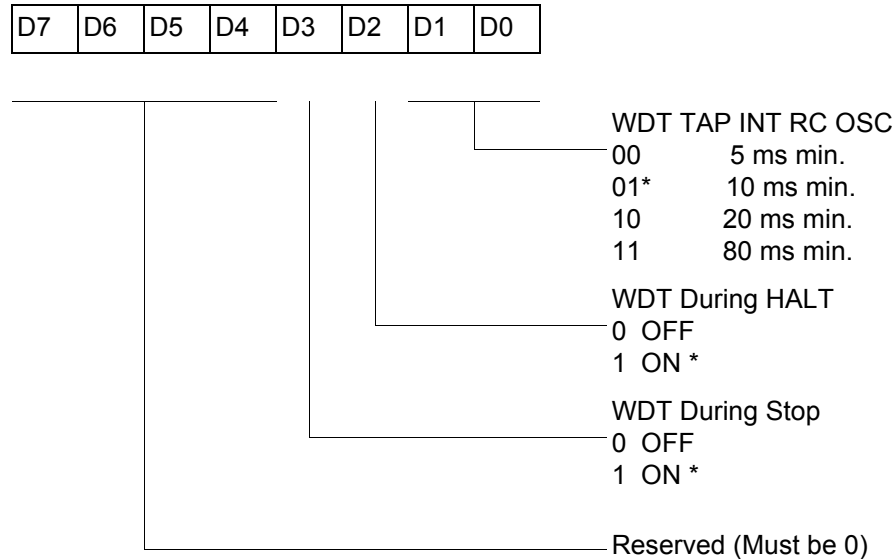 D7 D6 D5 D4 D3 D2 D1 D0
WDT TAP INT RC OSC
00 5 ms min.
01* 10 ms min.
10 20 ms min.
11 80 ms min.
WDT During HALT
0 OFF
1 ON *
WDT During Stop
0 OFF
1 ON *
Reserved (Must be 0)